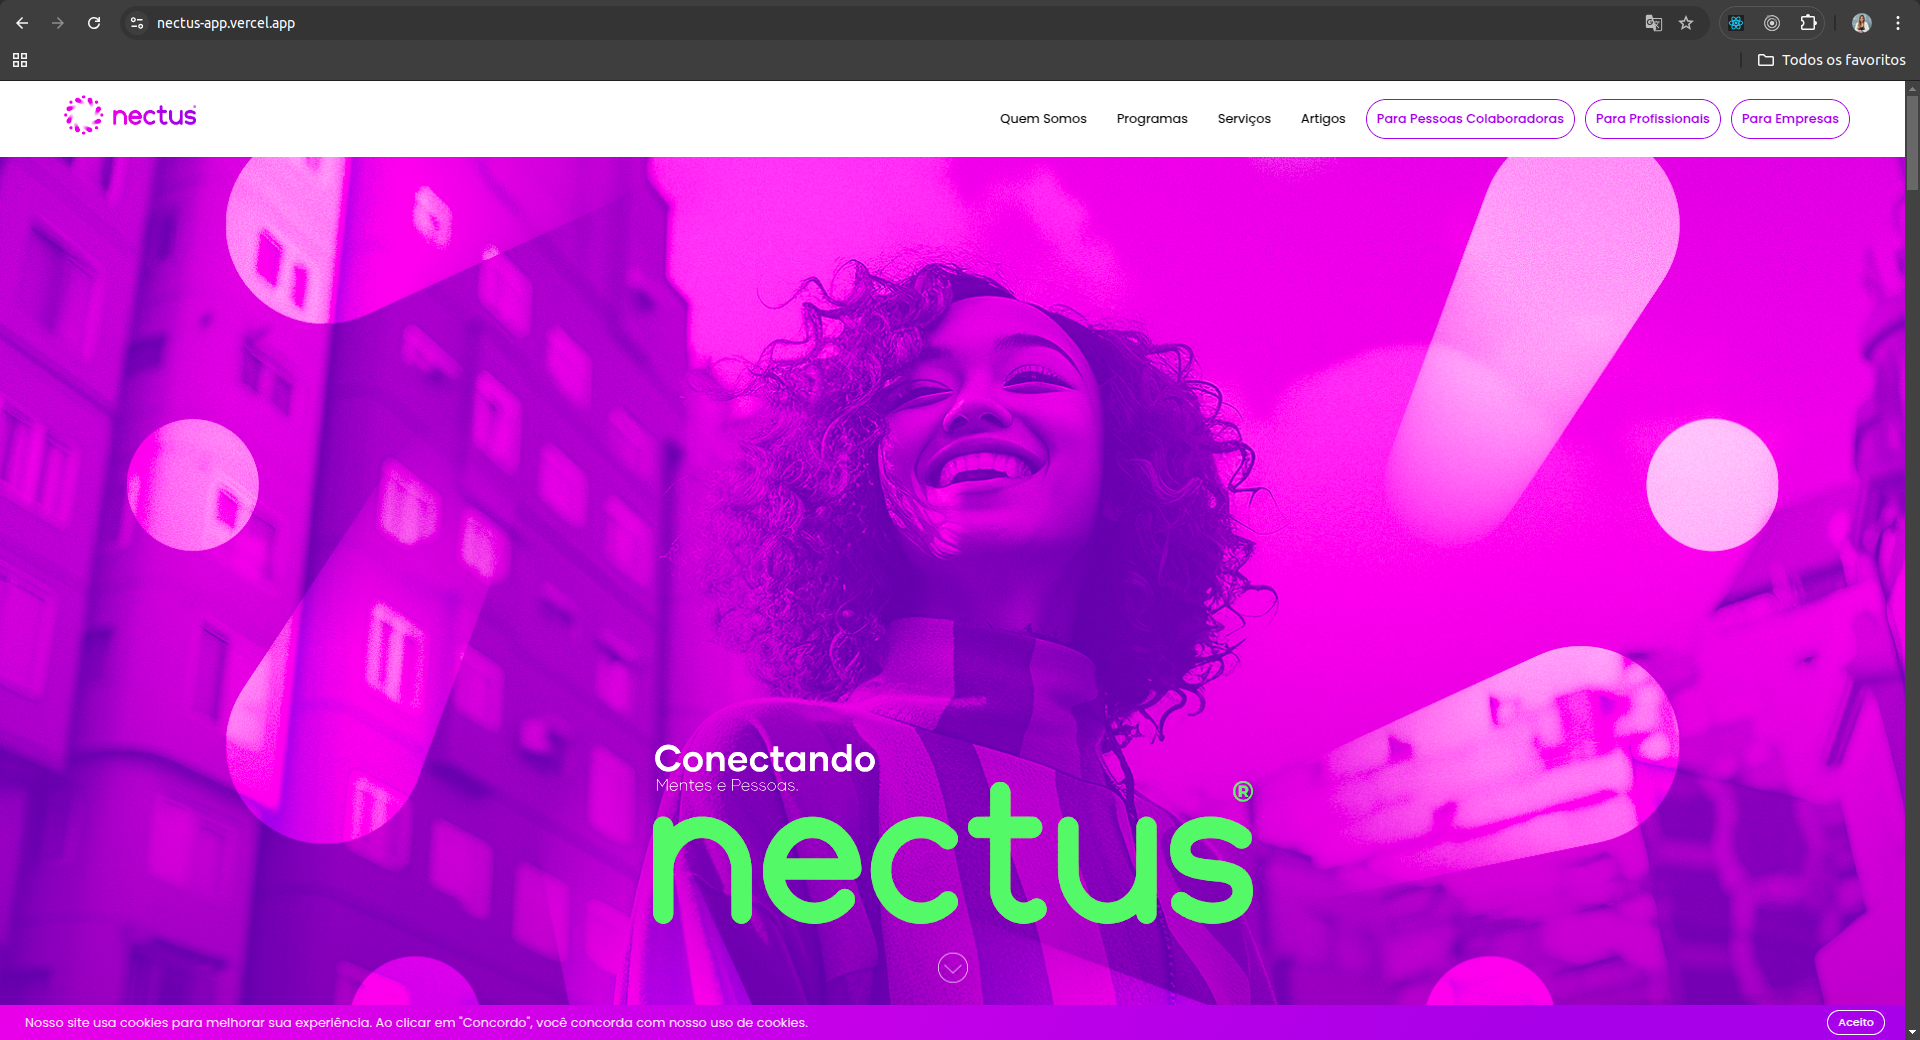 nectus-app.vercel.app
Todos os favoritos
nectus
Quem Somos
Programas
Serviços
Artigos
Para Pessoas Colaboradoras
Para Profissionais
Para Empresas
Conectando
Mentes e Pessoas.
nectus®
Nosso site usa cookies para melhorar sua experiência. Ao clicar em "Concordo", você concorda com nosso uso de cookies.
Aceito